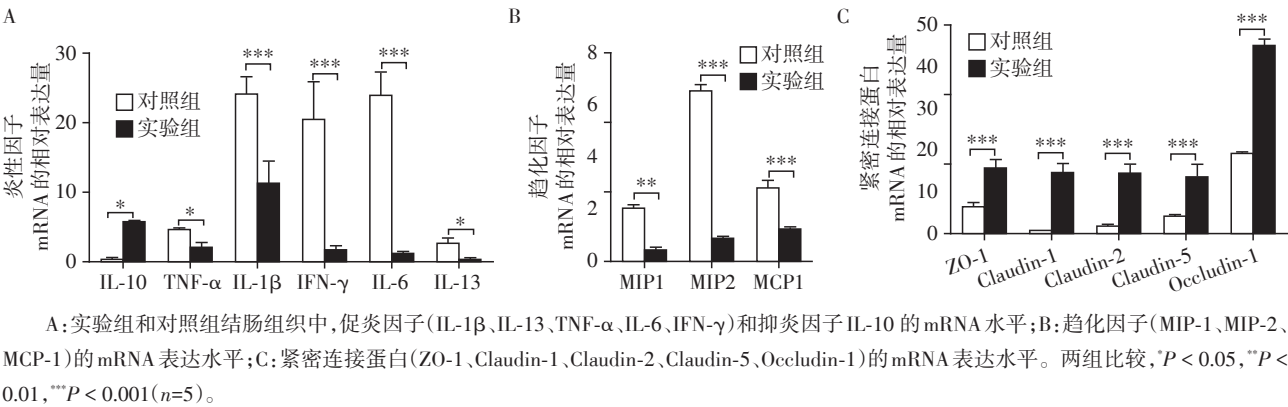 A
炎性因子
mRNA的相对表达量
30
20
10
0
对照组
实验组
*
*
***
***
***
*
IL-10
TNF-α
IL-1β
IFN-γ
IL-6
IL-13
B
趋化因子
mRNA的相对表达量
8
6
4
2
0
对照组
实验组
**
***
***
MIP1
MIP2
MCP1
C
紧密连接蛋白
mRNA的相对表达量
50
40
30
20
10
0
对照组
实验组
***
***
***
***
***
ZO-1
Claudin-1
Claudin-2
Claudin-5
Occludin-1
A:实验组和对照组结肠组织中,促炎因子(IL-1β、IL-13、TNF-α、IL-6、IFN-γ)和抑炎因子IL-10的mRNA水平;B:趋化因子(MIP-1、MIP-2、
MCP-1)的mRNA表达水平;C:紧密连接蛋白(ZO-1、Claudin-1、Claudin-2、Claudin-5、Occludin-1)的mRNA表达水平。两组比较,*P < 0.05,**P <
0.01,***P < 0.001(n=5)。